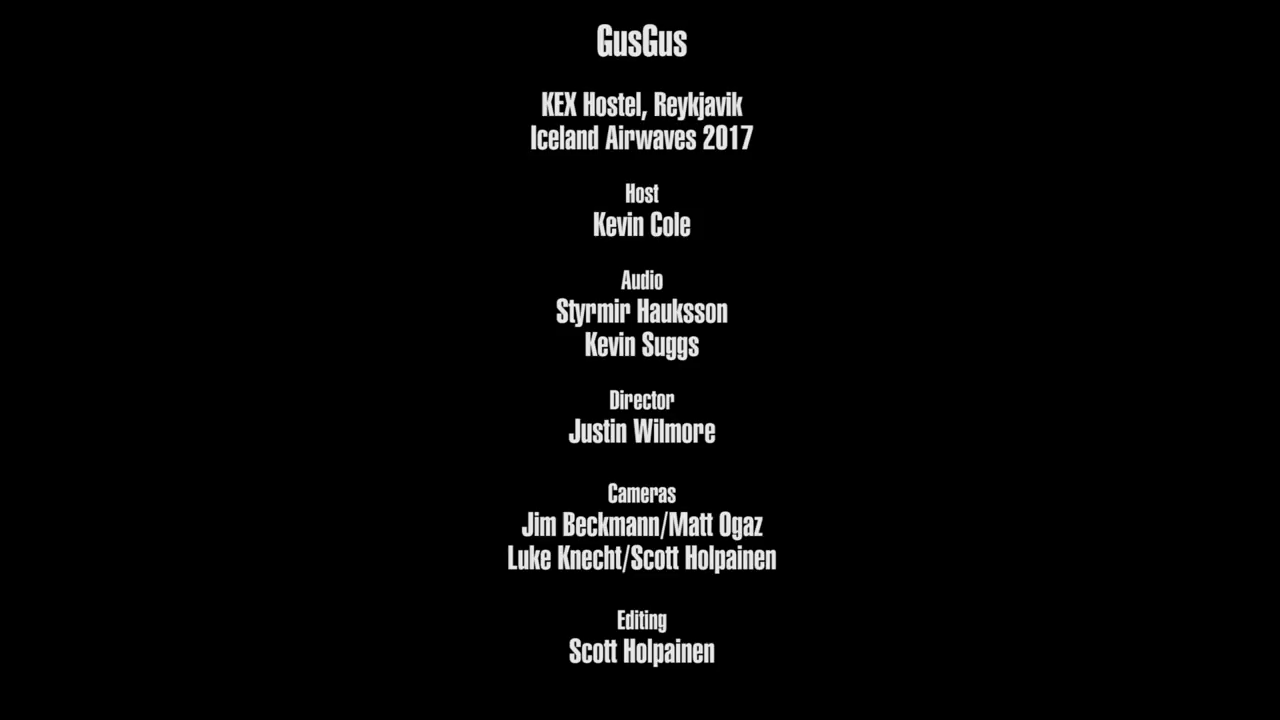 GusGus
KEX Hostel, Reykjavik
Iceland Airwaves 2017
Host
Kevin Cole
Audio
Styrmir Hauksson
Kevin Suggs
Director
Justin Wilmore
Cameras
Jim Beckmann/Matt Ogaz
Luke Knecht/Scott Holpainen
Editing
Scott Holpainen